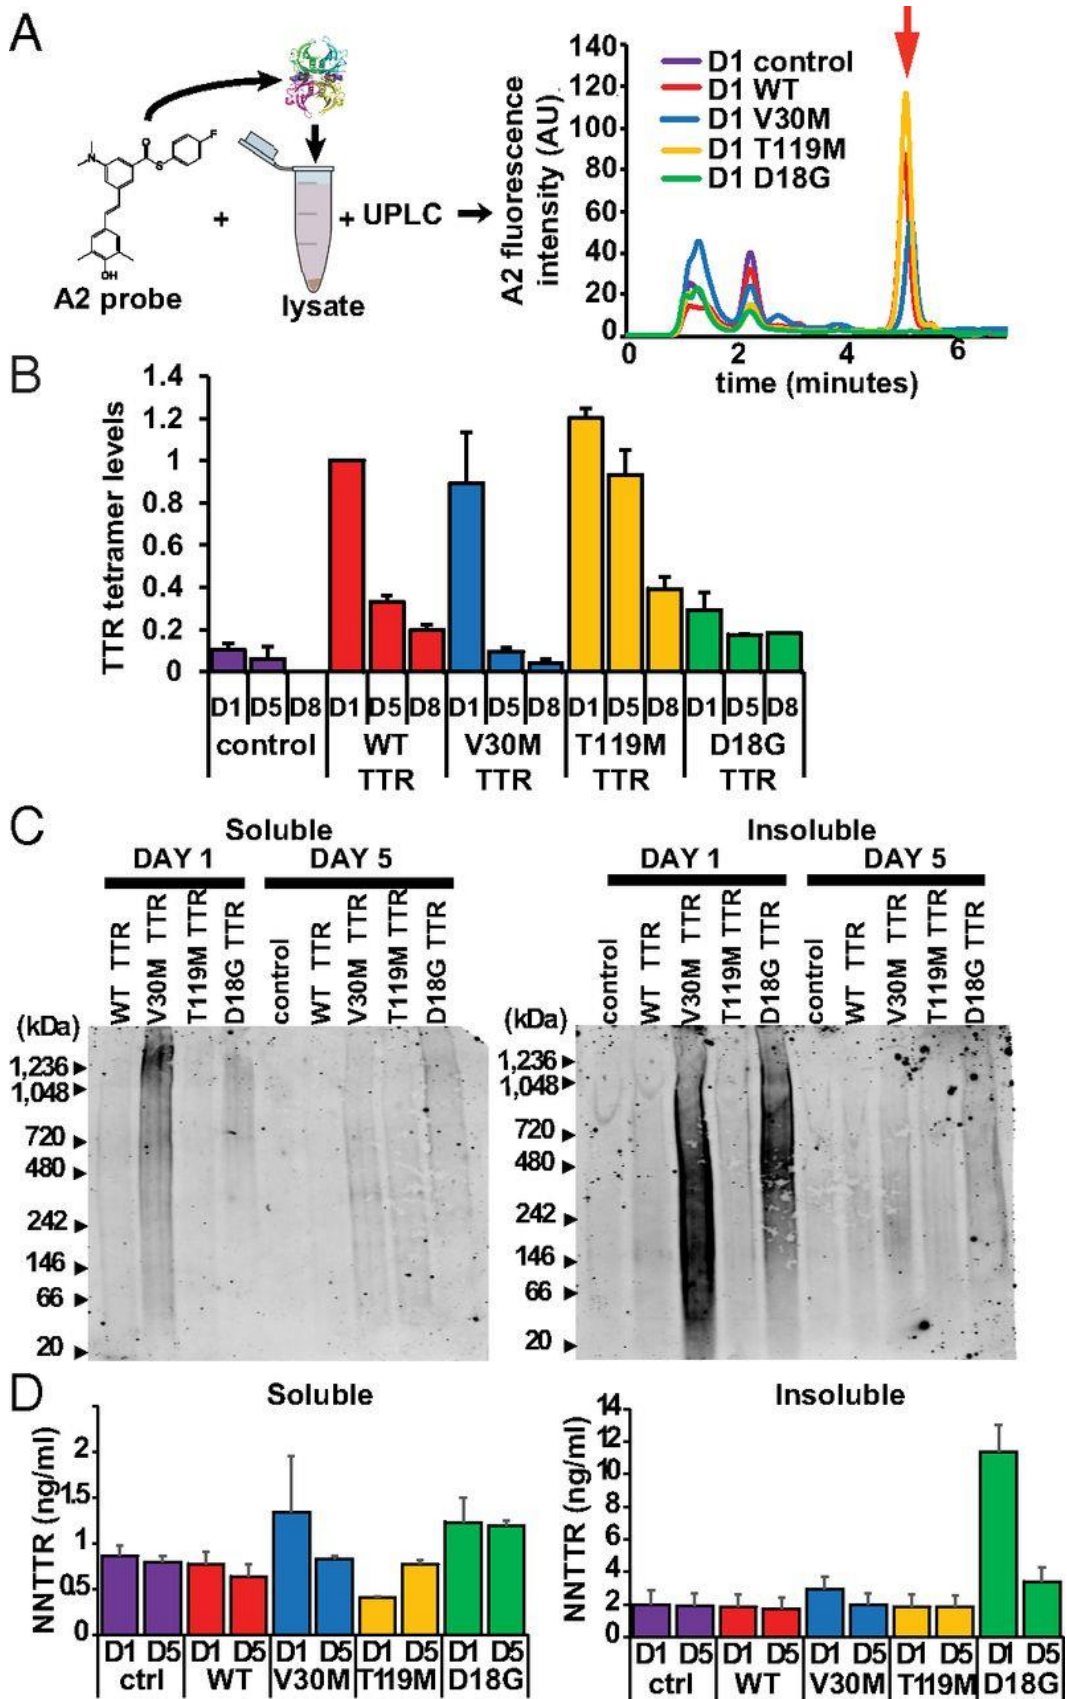 A
N
O
S
F
OH
A2 probe
+
lysate
+ UPLC
A2 fluorescence
intensity (AU)
140
120
100
80
60
40
20
0
0 2 4 6
time (minutes)
D1 control
D1 WT
D1 V30M
D1 T119M
D1 D18G
B
TTR tetramer levels
1.4
1.2
1
0.8
0.6
0.4
0.2
0
D1 D5 D8 D1 D5 D8 D1 D5 D8 D1 D5 D8 D1 D5 D8
control WT V30M T119M D18G
TTR TTR TTR TTR
C
Soluble
DAY 1 DAY 5
WT TTR
V30M TTR
T119M TTR
D18G TTR
control
WT TTR
V30M TTR
T119M TTR
D18G TTR
(kDa)
1,236
1,048
720
480
242
146
66
20
Insoluble
DAY 1 DAY 5
control
WT TTR
V30M TTR
T119M TTR
D18G TTR
control
WT TTR
V30M TTR
T119M TTR
D18G TTR
(kDa)
1,236
1,048
720
480
242
146
66
20
D
Soluble
NNTTR (ng/ml)
2
1.5
1
0.5
0
D1 D5 D1 D5 D1 D5 D1 D5 D1 D5
ctrl WT V30M T119M D18G
Insoluble
NNTTR (ng/ml)
14
12
10
8
6
4
2
0
D1 D5 D1 D5 D1 D5 D1 D5 D1 D5
ctrl WT V30M T119M D18G